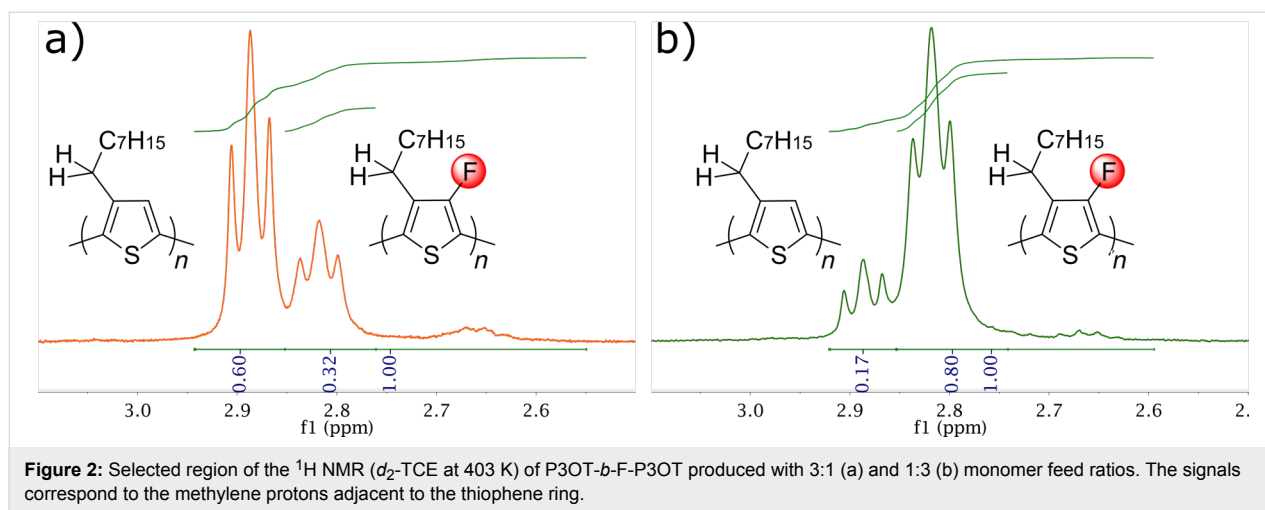 a)
C7H15
H
H
S
n
C7H15
H
H
F
S
n
0.60
0.32
1.00
3.0
2.9
2.8
2.7
2.6
f1 (ppm)
b)
C7H15
H
H
S
n
C7H15
H
H
F
S
n
0.17
0.80
1.00
3.0
2.9
2.8
2.7
2.6
2.
f1 (ppm)
Figure 2: Selected region of the ¹H NMR (d₂-TCE at 403 K) of P3OT-b-F-P3OT produced with 3:1 (a) and 1:3 (b) monomer feed ratios. The signals
correspond to the methylene protons adjacent to the thiophene ring.